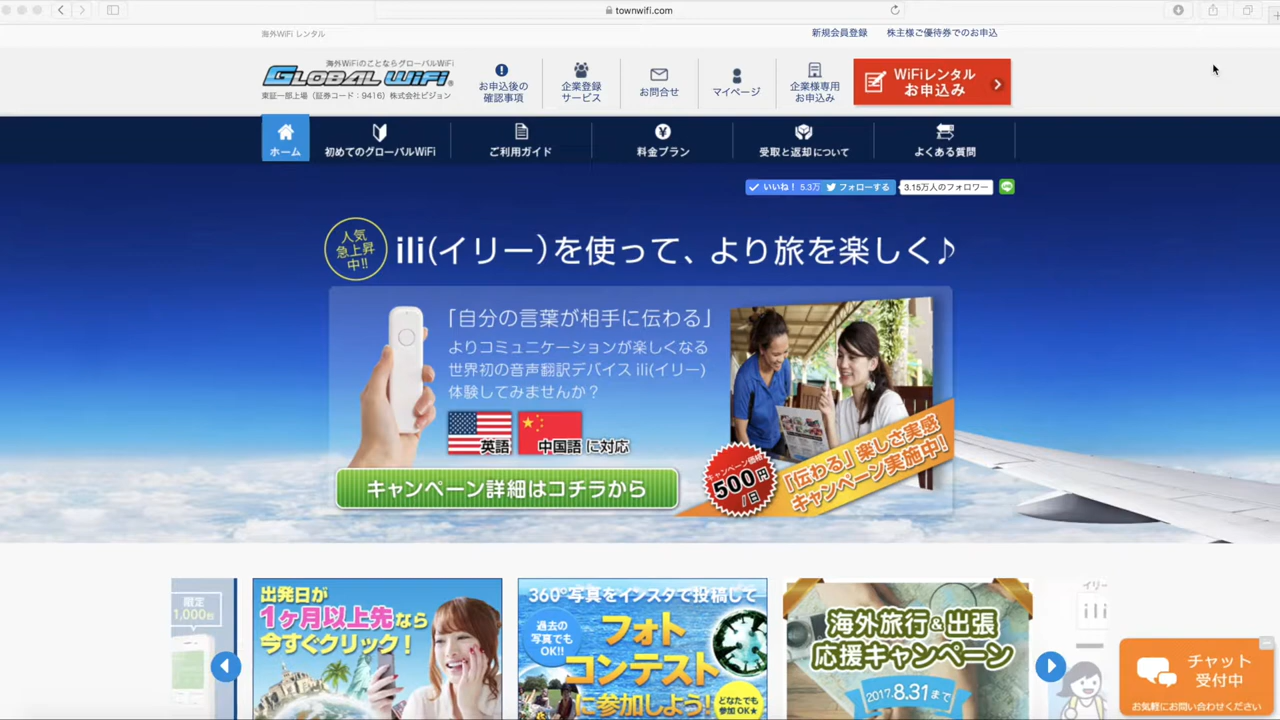 townwifi.com
海外WiFi レンタル
新規会員登録
株主様ご優待券でのお申込
海外WiFiのことならグローバルWiFi
GLOBAL WiFi®
東証一部上場（証券コード：9416）株式会社ビジョン
お申込後の
確認事項
企業登録
サービス
お問合せ
マイページ
企業様専用
お申込み
WiFiレンタル
お申込み
ホーム
初めてのグローバルWiFi
ご利用ガイド
料金プラン
受取と返却について
よくある質問
いいね！ 5.3万
フォローする
3.15万人のフォロワー
人気
急上昇
中!!
ili(イリー)を使って、より旅を楽しく♪
「自分の言葉が相手に伝わる」
よりコミュニケーションが楽しくなる
世界初の音声翻訳デバイス ili(イリー)
体験してみませんか？
英語
中国語 に対応
キャンペーン詳細はコチラから
キャンペーン価格
500円
/日
「伝わる」楽しさ実感
キャンペーン実施中！
限定
1,000台
出発日が
1ヶ月以上先なら
今すぐクリック！
360°写真をインスタで投稿して
過去の
写真でも
OK!!
フォト
コンテスト
に参加しよう！
どなたでも
参加OK★
海外旅行&出張
応援キャンペーン
2017.8.31まで
イリー
ili
チャット
受付中
お気軽にお問い合わせください